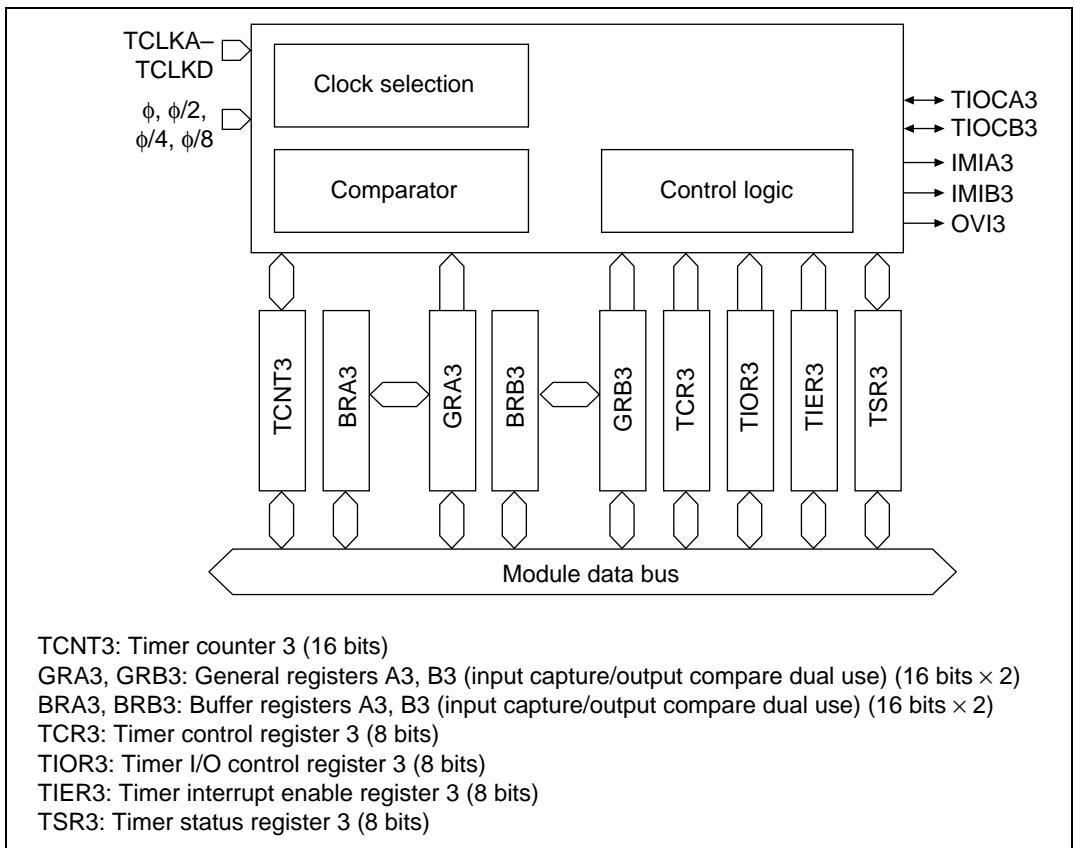 TCLKA–
TCLKD
ϕ, ϕ/2,
ϕ/4, ϕ/8
Clock selection
Comparator
Control logic
TIOCA3
TIOCB3
IMIA3
IMIB3
OVI3
TCNT3
BRA3
GRA3
BRB3
GRB3
TCR3
TIOR3
TIER3
TSR3
Module data bus
TCNT3: Timer counter 3 (16 bits)
GRA3, GRB3: General registers A3, B3 (input capture/output compare dual use) (16 bits × 2)
BRA3, BRB3: Buffer registers A3, B3 (input capture/output compare dual use) (16 bits × 2)
TCR3: Timer control register 3 (8 bits)
TIOR3: Timer I/O control register 3 (8 bits)
TIER3: Timer interrupt enable register 3 (8 bits)
TSR3: Timer status register 3 (8 bits)